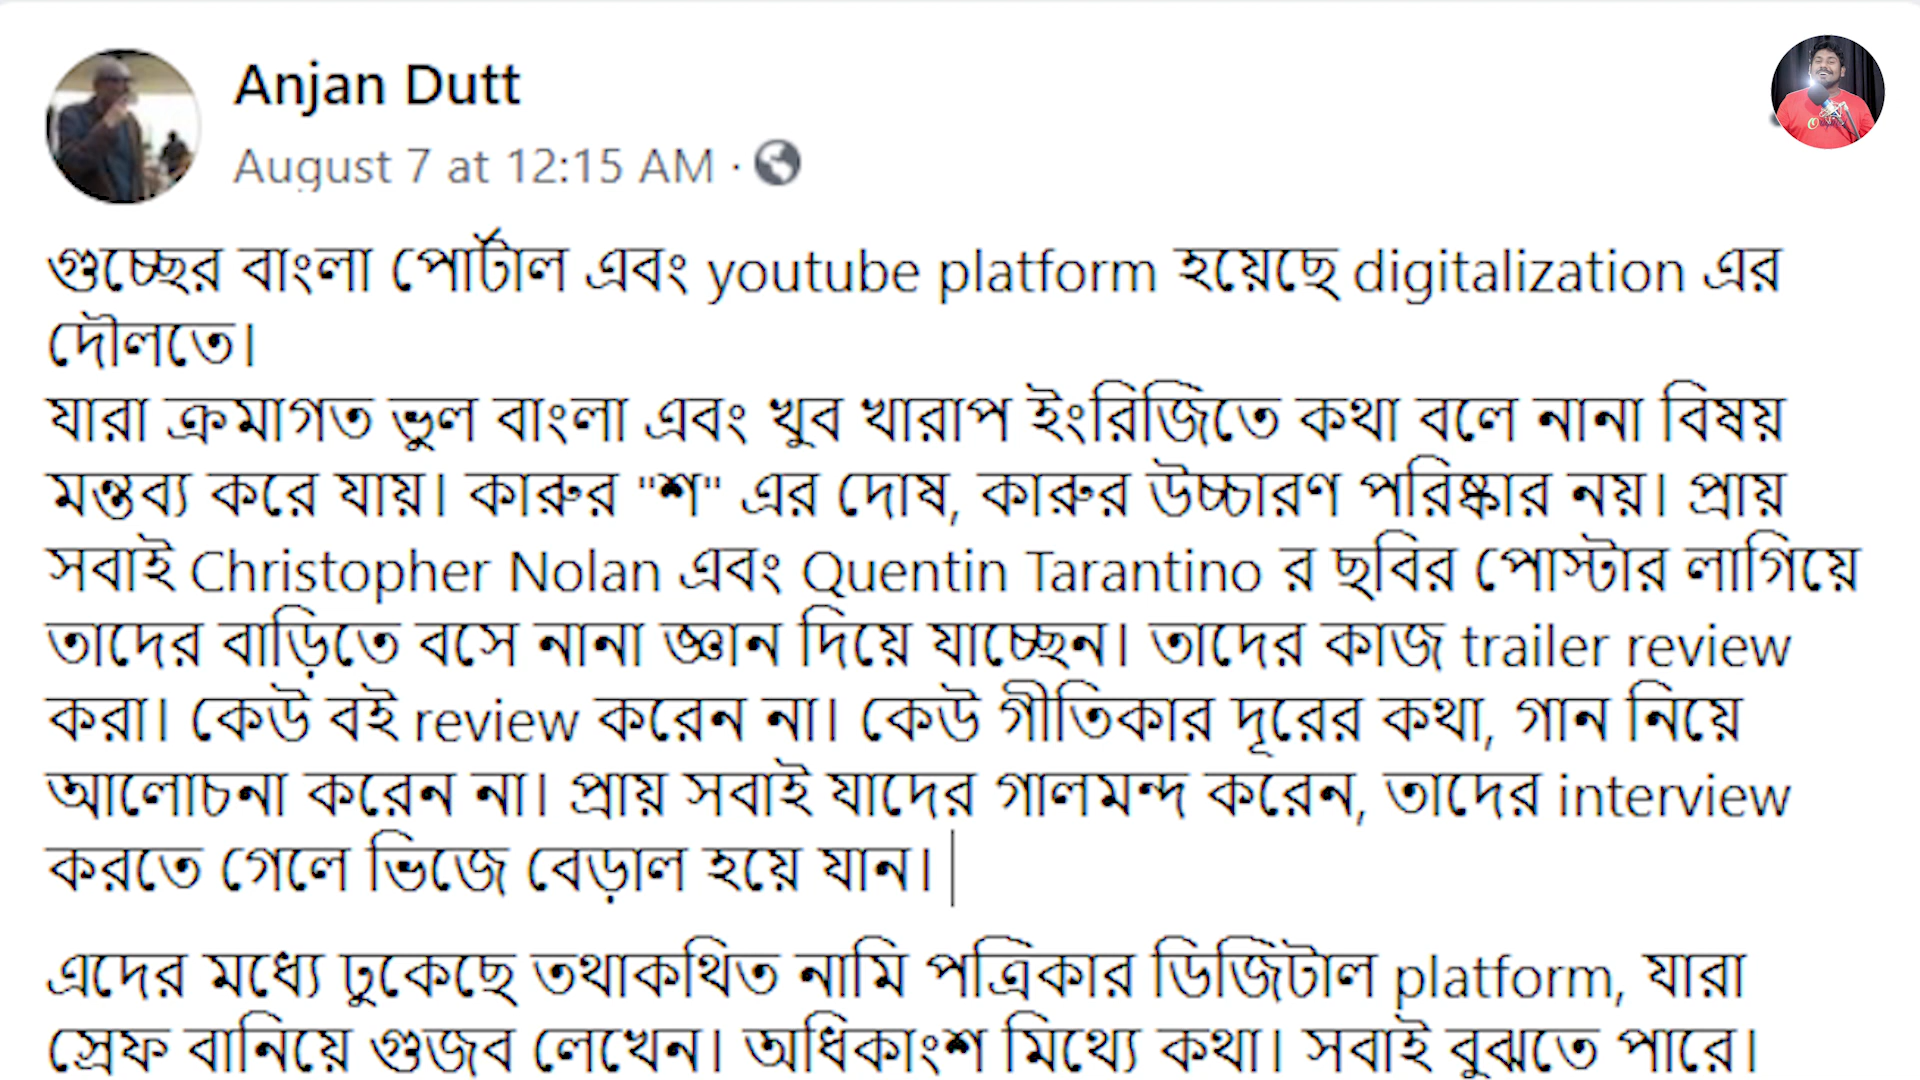 Anjan Dutt
August 7 at 12:15 AM ·
গুচ্ছের বাংলা পোর্টাল এবং youtube platform হয়েছে digitalization এর
দৌলতে।
যারা ক্রমাগত ভুল বাংলা এবং খুব খারাপ ইংরিজিতে কথা বলে নানা বিষয়
মন্তব্য করে যায়। কারুর "শ" এর দোষ, কারুর উচ্চারণ পরিষ্কার নয়। প্রায়
সবাই Christopher Nolan এবং Quentin Tarantino র ছবির পোস্টার লাগিয়ে
তাদের বাড়িতে বসে নানা জ্ঞান দিয়ে যাচ্ছেন। তাদের কাজ trailer review
করা। কেউ বই review করেন না। কেউ গীতিকার দূরের কথা, গান নিয়ে
আলোচনা করেন না। প্রায় সবাই যাদের গালমন্দ করেন, তাদের interview
করতে গেলে ভিজে বেড়াল হয়ে যান।
এদের মধ্যে ঢুকেছে তথাকথিত নামি পত্রিকার ডিজিটাল platform, যারা
স্রেফ বানিয়ে গুজব লেখেন। অধিকাংশ মিথ্যে কথা। সবাই বুঝতে পারে।